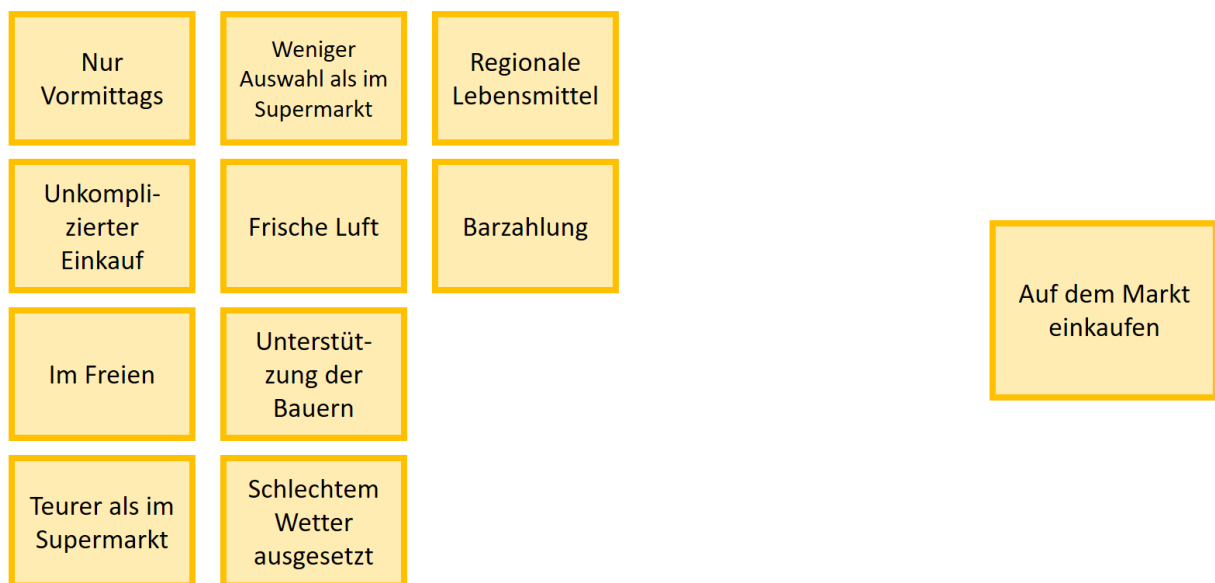 Nur
Vormittags
Weniger
Auswahl als im
Supermarkt
Regionale
Lebensmittel
Unkompli-
zierter
Einkauf
Frische Luft
Barzahlung
Auf dem Markt
einkaufen
Im Freien
Unterstüt-
zung der
Bauern
Teurer als im
Supermarkt
Schlechtem
Wetter
ausgesetzt